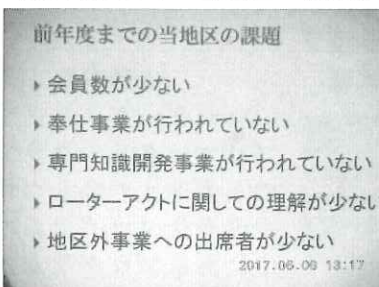 前年度までの当地区の課題
会員数が少ない
奉仕事業が行われていない
専門知識開発事業が行われていない
ローターアクトに関しての理解が少ない
地区外事業への出席者が少ない
2017.06.06 13:17